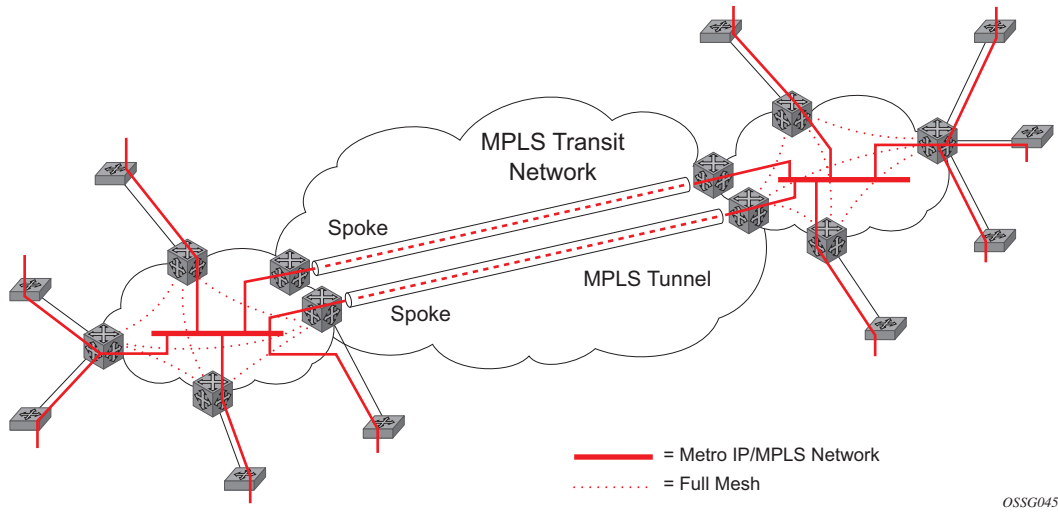 MPLS Transit
Network
Spoke
MPLS Tunnel
Spoke
= Metro IP/MPLS Network
= Full Mesh
OSSG045